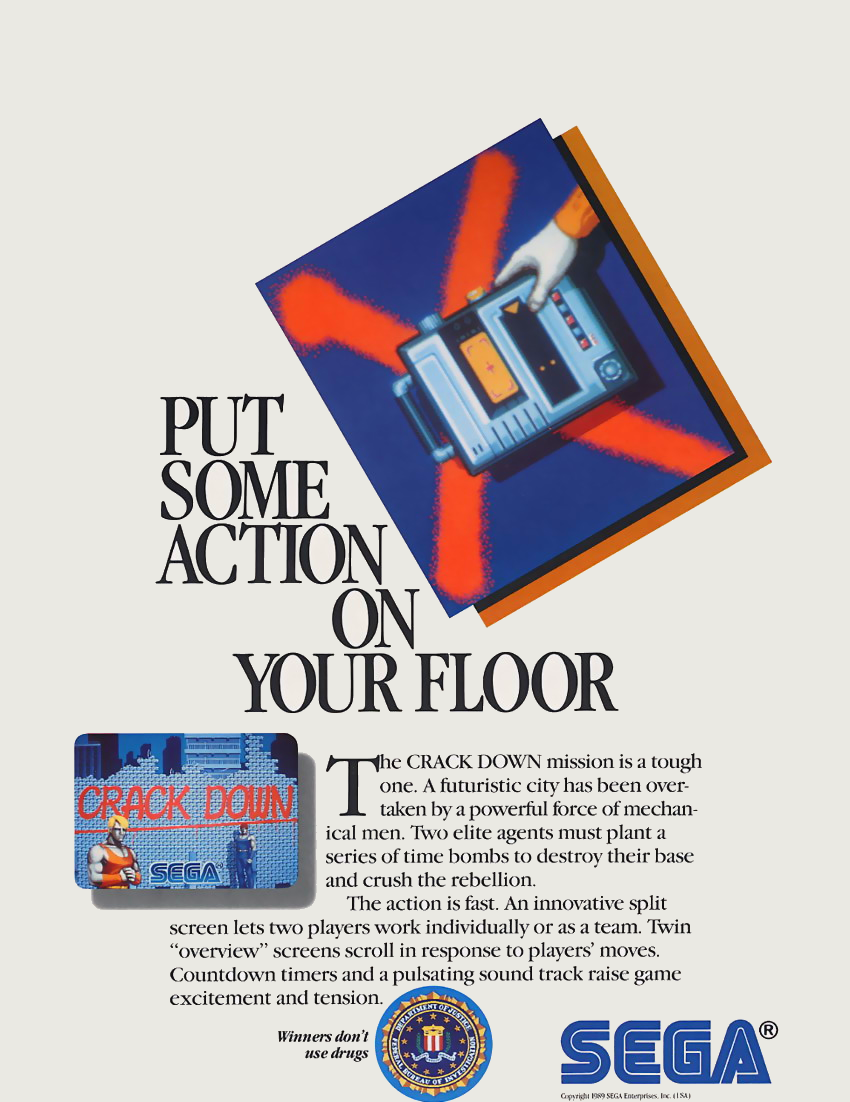 PUT
SOME
ACTION
ON
YOUR FLOOR
CRACK DOWN
SEGA
The CRACK DOWN mission is a tough
one. A futuristic city has been over-
taken by a powerful force of mechan-
ical men. Two elite agents must plant a
series of time bombs to destroy their base
and crush the rebellion.
The action is fast. An innovative split
screen lets two players work individually or as a team. Twin
“overview” screens scroll in response to players’ moves.
Countdown timers and a pulsating sound track raise game
excitement and tension.
Winners don’t
use drugs
DEPARTMENT OF JUSTICE
FEDERAL BUREAU OF INVESTIGATION
SEGA®
Copyright 1989 SEGA Enterprises, Inc. (USA)